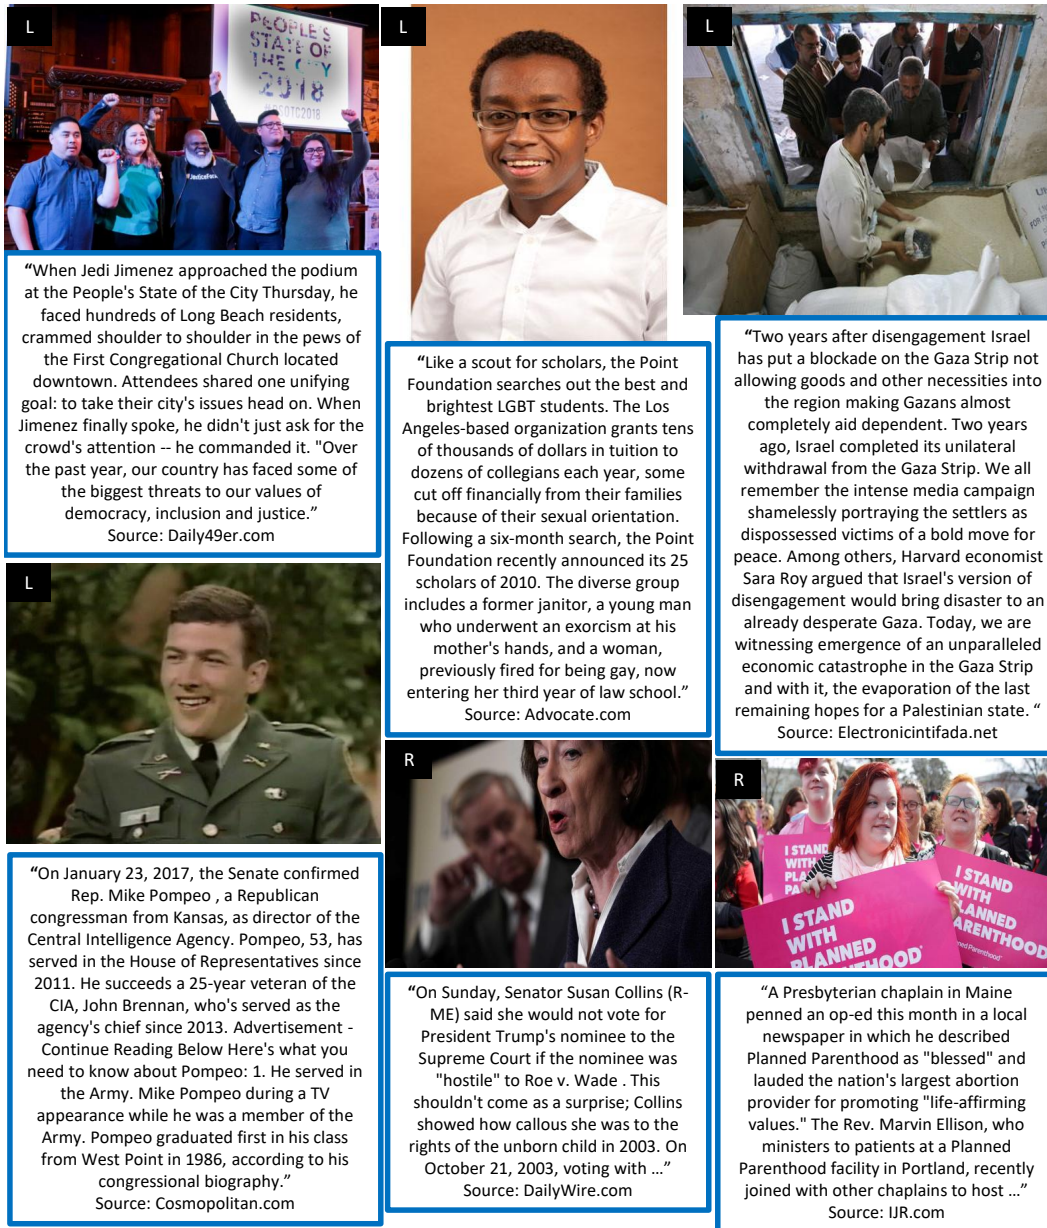 L
PEOPLE'S
STATE OF
THE CITY
2018
#PSOTC2018
“When Jedi Jimenez approached the podium
at the People's State of the City Thursday, he
faced hundreds of Long Beach residents,
crammed shoulder to shoulder in the pews of
the First Congregational Church located
downtown. Attendees shared one unifying
goal: to take their city's issues head on. When
Jimenez finally spoke, he didn't just ask for the
crowd's attention -- he commanded it. "Over
the past year, our country has faced some of
the biggest threats to our values of
democracy, inclusion and justice.”
Source: Daily49er.com
L
“Like a scout for scholars, the Point
Foundation searches out the best and
brightest LGBT students. The Los
Angeles-based organization grants tens
of thousands of dollars in tuition to
dozens of collegians each year, some
cut off financially from their families
because of their sexual orientation.
Following a six-month search, the Point
Foundation recently announced its 25
scholars of 2010. The diverse group
includes a former janitor, a young man
who underwent an exorcism at his
mother's hands, and a woman,
previously fired for being gay, now
entering her third year of law school.”
Source: Advocate.com
L
“Two years after disengagement Israel
has put a blockade on the Gaza Strip not
allowing goods and other necessities into
the region making Gazans almost
completely aid dependent. Two years
ago, Israel completed its unilateral
withdrawal from the Gaza Strip. We all
remember the intense media campaign
shamelessly portraying the settlers as
dispossessed victims of a bold move for
peace. Among others, Harvard economist
Sara Roy argued that Israel's version of
disengagement would bring disaster to an
already desperate Gaza. Today, we are
witnessing emergence of an unparalleled
economic catastrophe in the Gaza Strip
and with it, the evaporation of the last
remaining hopes for a Palestinian state. “
Source: Electronicintifada.net
L
“On January 23, 2017, the Senate confirmed
Rep. Mike Pompeo , a Republican
congressman from Kansas, as director of the
Central Intelligence Agency. Pompeo, 53, has
served in the House of Representatives since
2011. He succeeds a 25-year veteran of the
CIA, John Brennan, who's served as the
agency's chief since 2013. Advertisement -
Continue Reading Below Here's what you
need to know about Pompeo: 1. He served in
the Army. Mike Pompeo during a TV
appearance while he was a member of the
Army. Pompeo graduated first in his class
from West Point in 1986, according to his
congressional biography.”
Source: Cosmopolitan.com
R
“On Sunday, Senator Susan Collins (R-
ME) said she would not vote for
President Trump's nominee to the
Supreme Court if the nominee was
"hostile" to Roe v. Wade . This
shouldn't come as a surprise; Collins
showed how callous she was to the
rights of the unborn child in 2003. On
October 21, 2003, voting with …”
Source: DailyWire.com
R
I STAND
WITH
PLA
PA
I STAND
WITH
PLANNED
PARENTHOOD
I STAND
WITH
PLANNED
PARENTHOOD
“A Presbyterian chaplain in Maine
penned an op-ed this month in a local
newspaper in which he described
Planned Parenthood as "blessed" and
lauded the nation's largest abortion
provider for promoting "life-affirming
values." The Rev. Marvin Ellison, who
ministers to patients at a Planned
Parenthood facility in Portland, recently
joined with other chaplains to host …”
Source: IJR.com